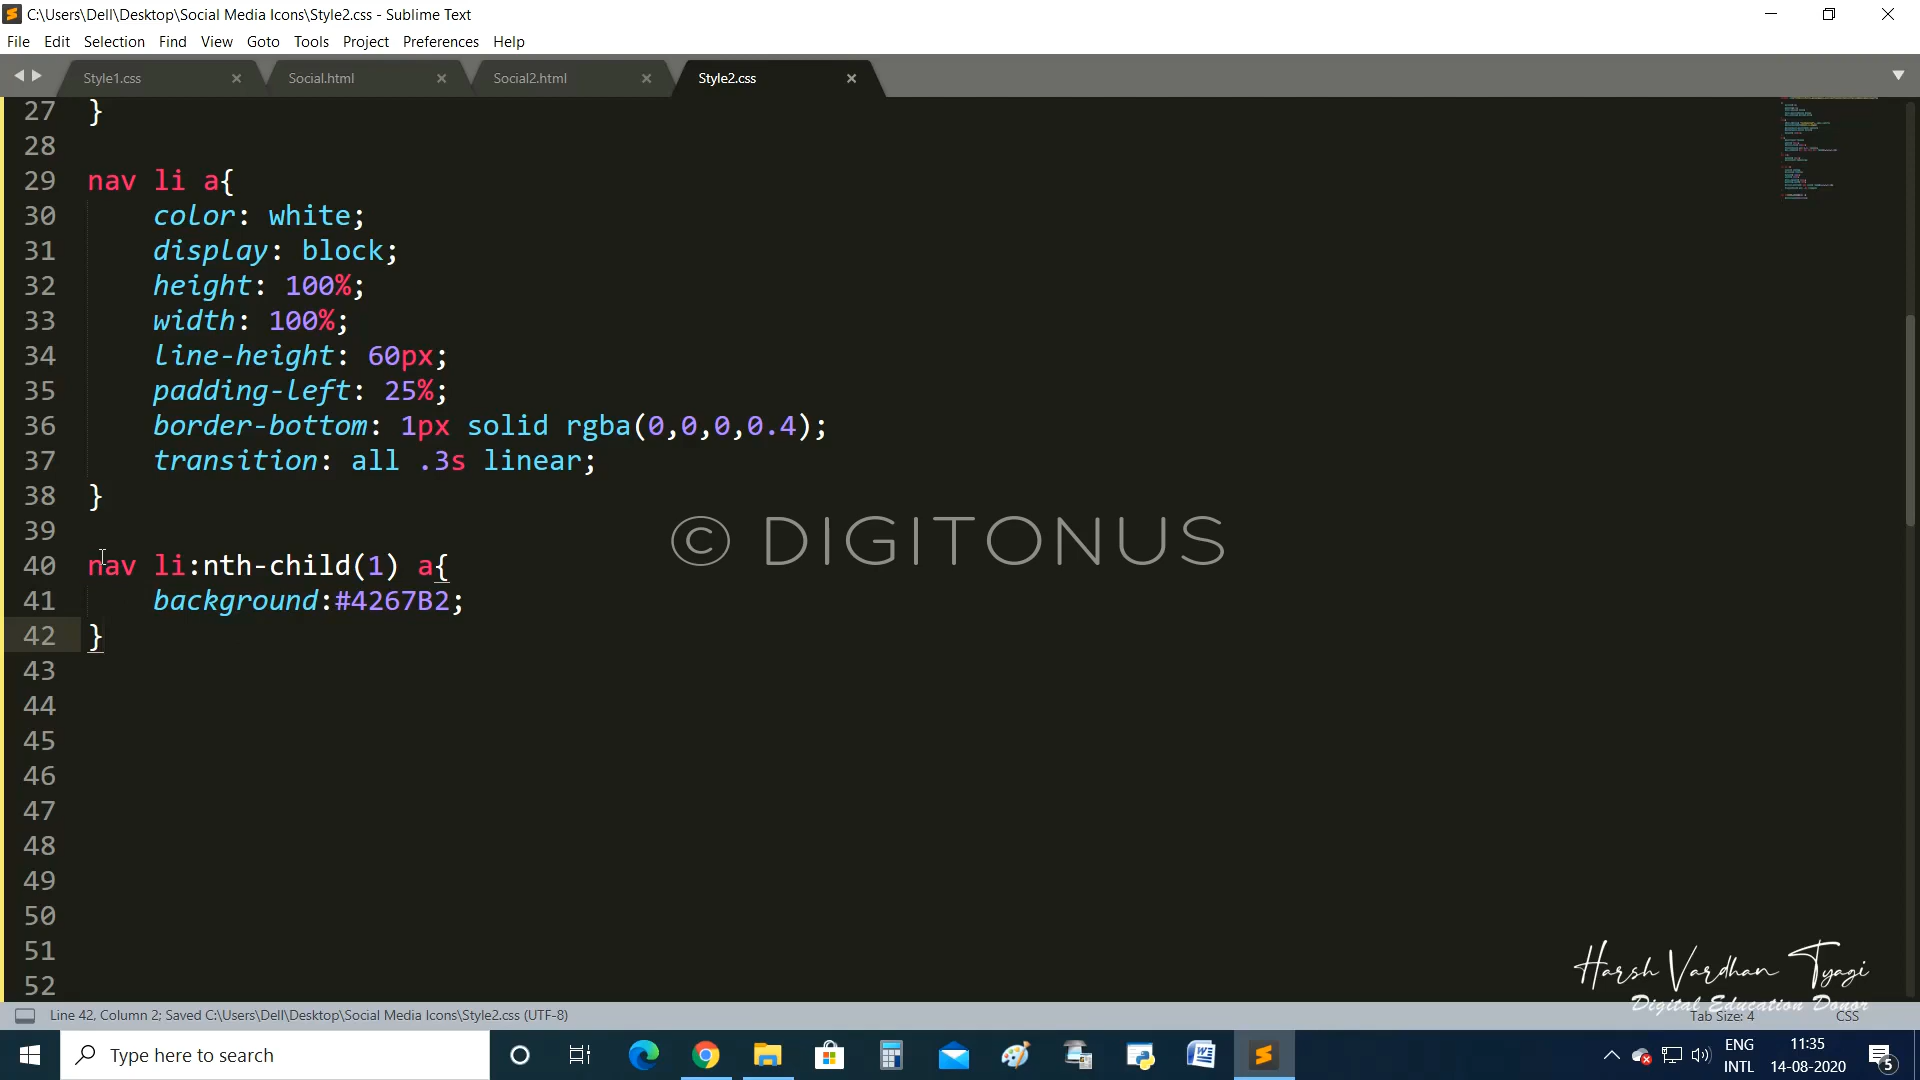 C:\Users\Dell\Desktop\Social Media Icons\Style2.css - Sublime Text
File Edit Selection Find View Goto Tools Project Preferences Help
Style1.css Social.html Social2.html Style2.css
27 }
28
29 nav li a{
30 color: white;
31 display: block;
32 height: 100%;
33 width: 100%;
34 line-height: 60px;
35 padding-left: 25%;
36 border-bottom: 1px solid rgba(0,0,0,0.4);
37 transition: all .3s linear;
38 }
39
© DIGITONUS
40 nav li:nth-child(1) a{
41 background:#4267B2;
42 }
43
44
45
46
47
48
49
50
51
52
Harsh Vardhan Tyagi
Digital Education Donor
Line 42, Column 2; Saved C:\Users\Dell\Desktop\Social Media Icons\Style2.css (UTF-8)
Tab Size: 4 CSS
Type here to search
ENG
INTL
11:35
14-08-2020
5